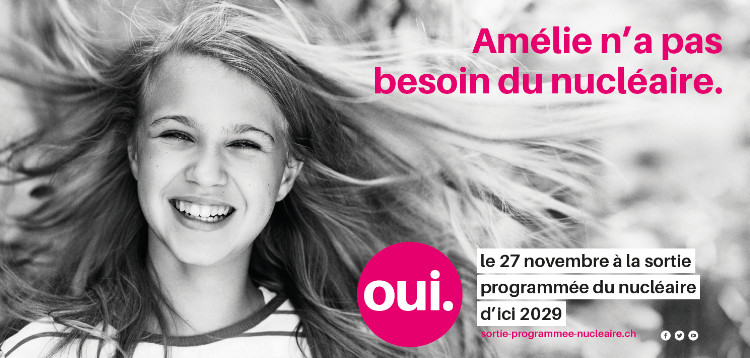 Amélie n’a pas
besoin du nucléaire.
oui.
le 27 novembre à la sortie
programmée du nucléaire
d’ici 2029
sortie-programmee-nucleaire.ch